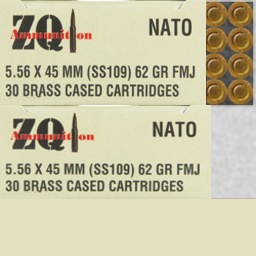 ZQI NATO
Ammunition
5.56 X 45 MM (SS109) 62 GR FMJ
30 BRASS CASED CARTRIDGES
ZQI NATO
Ammunition
5.56 X 45 MM (SS109) 62 GR FMJ
30 BRASS CASED CARTRIDGES